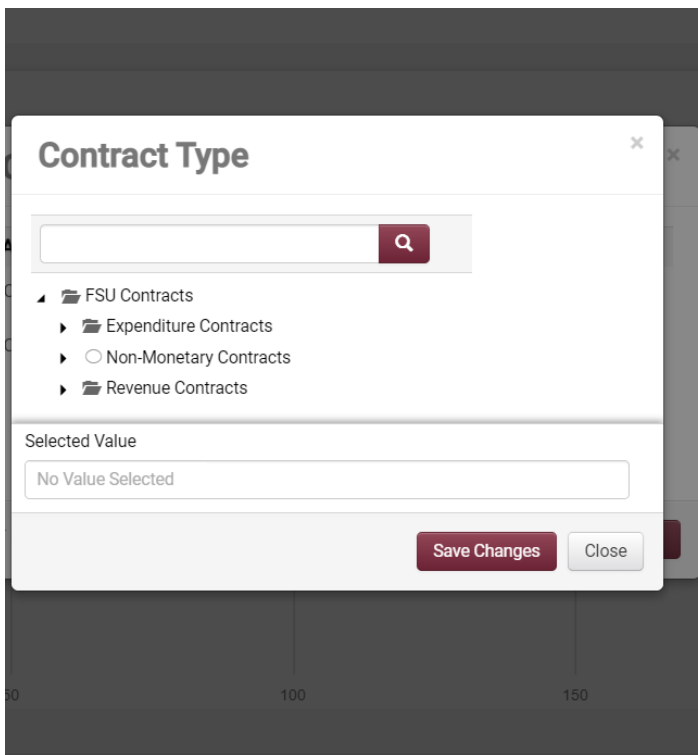 Contract Type
×
×
FSU Contracts
Expenditure Contracts
Non-Monetary Contracts
Revenue Contracts
Selected Value
No Value Selected
Save Changes
Close
100
150